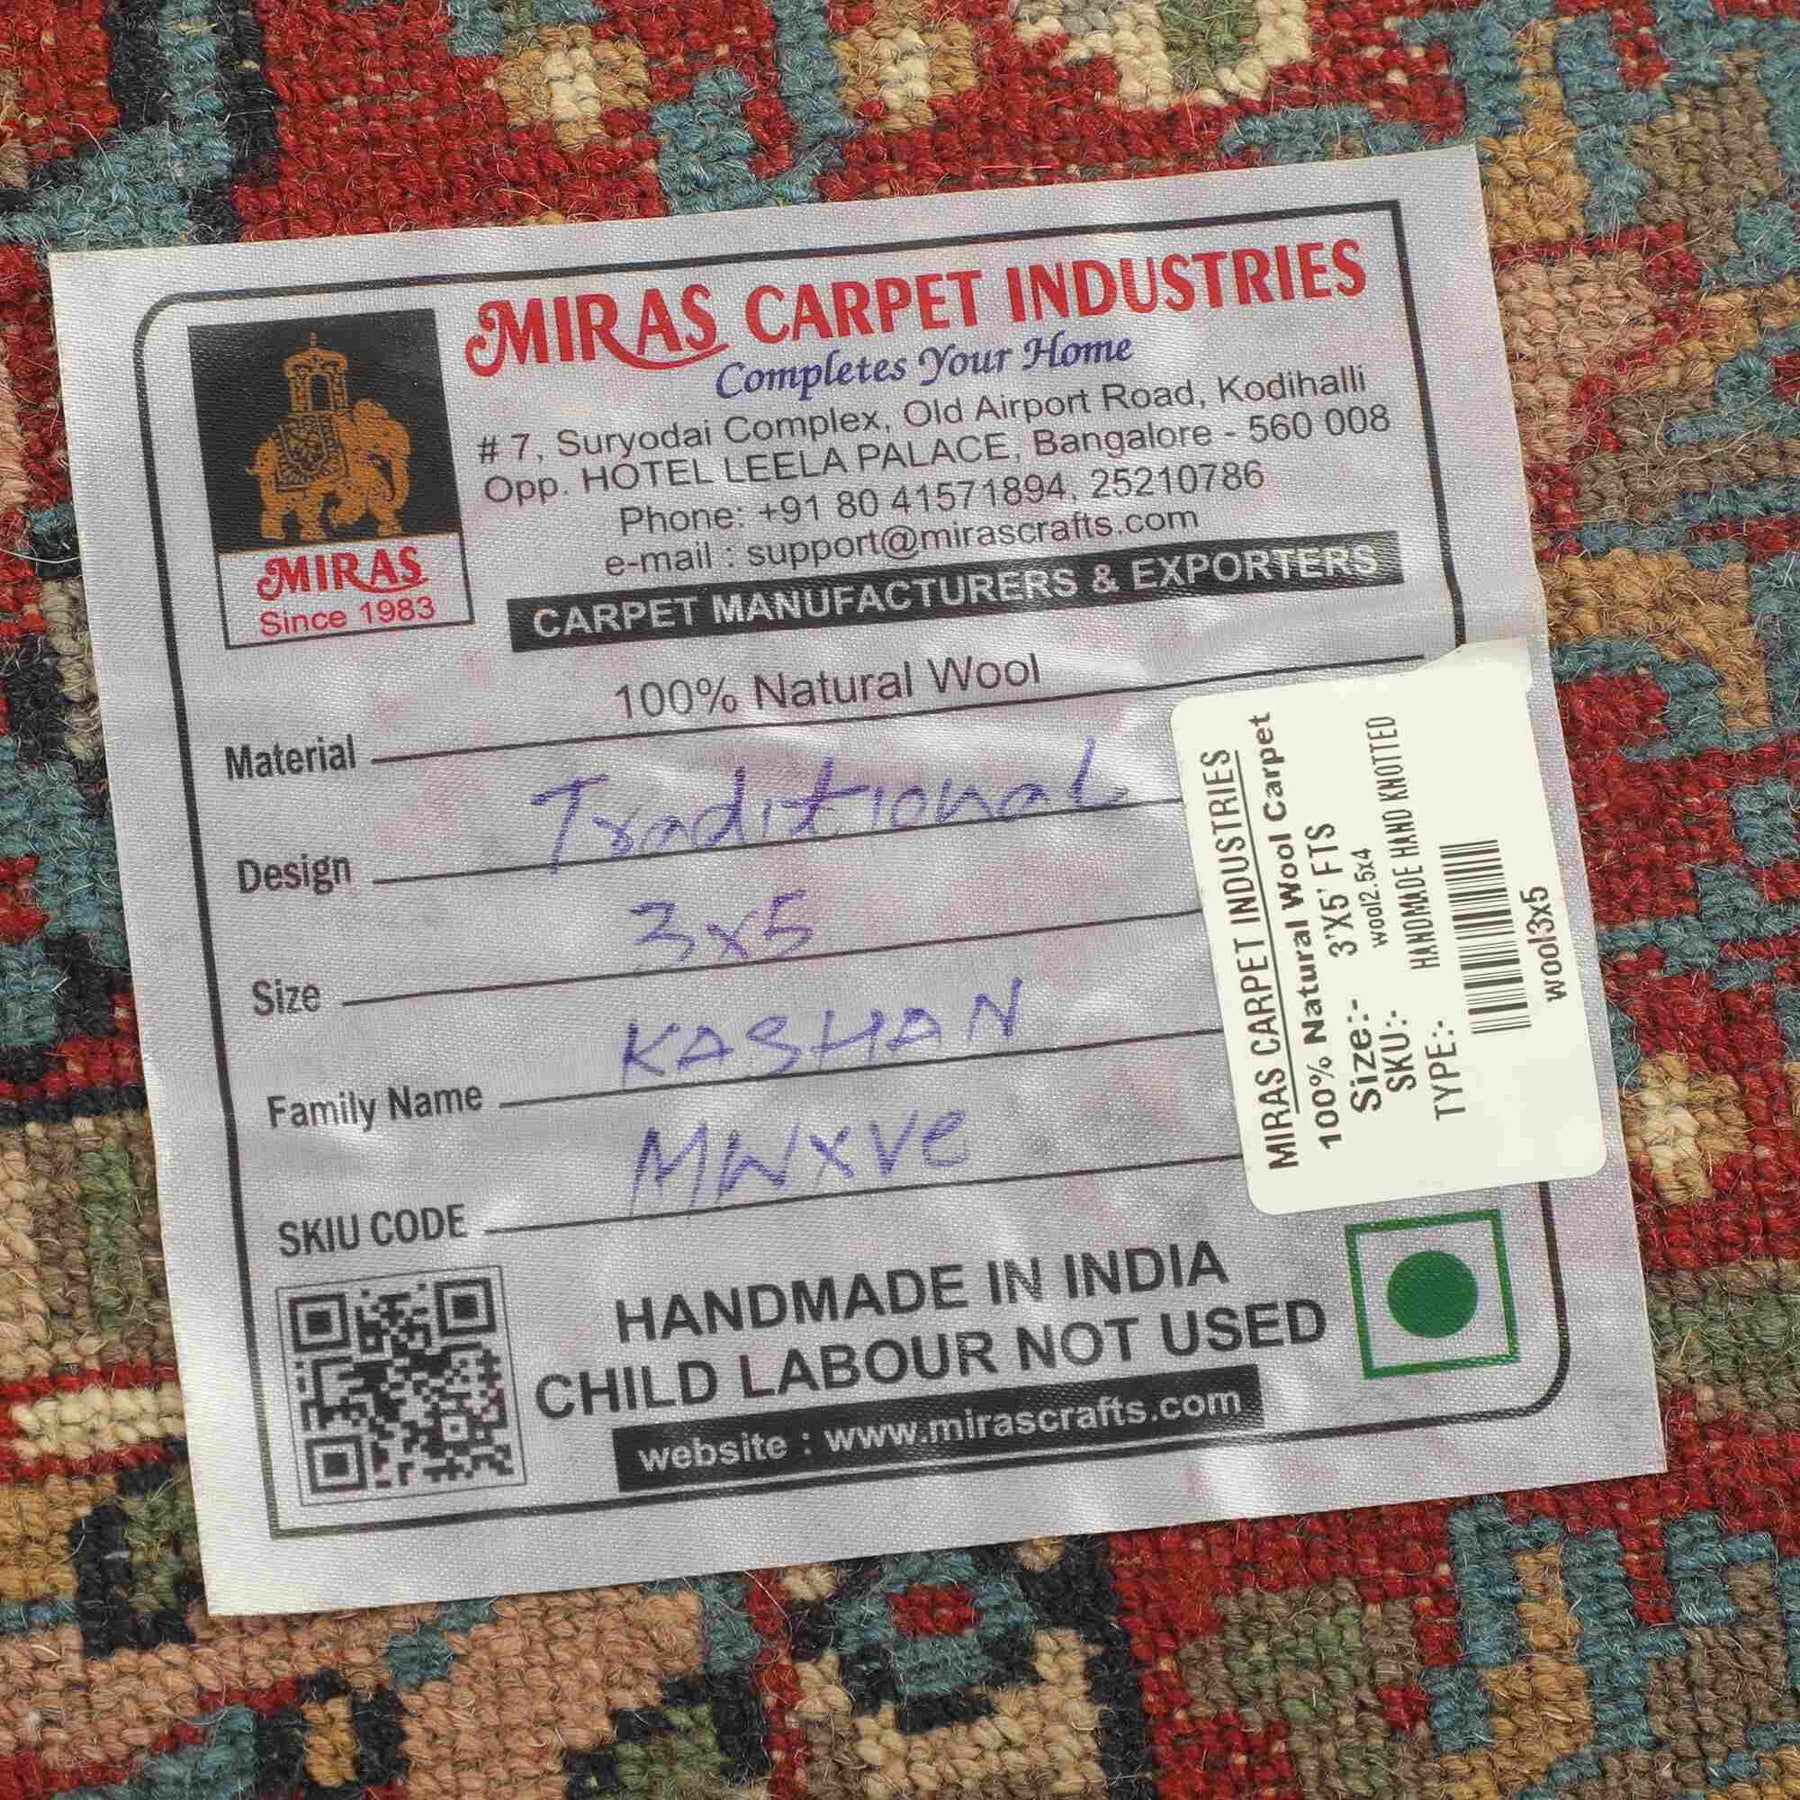 MIRAS CARPET INDUSTRIES
Completes Your Home
# 7, Suryodai Complex, Old Airport Road, Kodihalli
Opp. HOTEL LEELA PALACE, Bangalore - 560 008
Phone: +91 80 41571894, 25210786
e-mail : support@mirascrafts.com
CARPET MANUFACTURERS & EXPORTERS
MIRAS
Since 1983
Material 100% Natural Wool
Design Traditional
Size 3x5
Family Name KASHAN
SKIU CODE MWXVe
HANDMADE IN INDIA
CHILD LABOUR NOT USED
website : www.mirascrafts.com
MIRAS CARPET INDUSTRIES
100% Natural Wool Carpet
Size:- 3'X5' FTS
SKU:- wool2.5x4
TYPE:- HANDMADE HAND KNOTTED
wool3x5